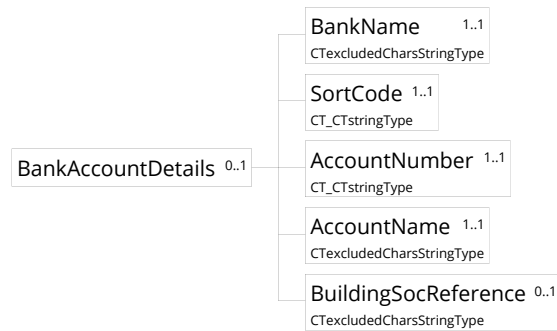 BankName 1..1
CTexcludedCharsStringType
SortCode 1..1
CT_CTstringType
BankAccountDetails 0..1
AccountNumber 1..1
CT_CTstringType
AccountName 1..1
CTexcludedCharsStringType
BuildingSocReference 0..1
CTexcludedCharsStringType